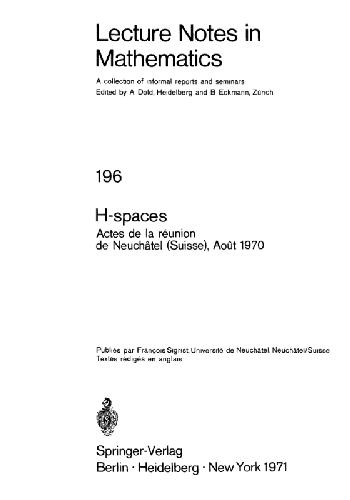 Lecture Notes in
Mathematics
A collection of informal reports and seminars
Edited by A. Dold, Heidelberg and B. Eckmann, Zürich
196
H-spaces
Actes de la réunion
de Neuchâtel (Suisse), Août 1970
Publiés par François Sigrist, Université de Neuchâtel, Neuchâtel/Suisse
Textes rédigés en anglais
Springer-Verlag
Berlin · Heidelberg · New York 1971